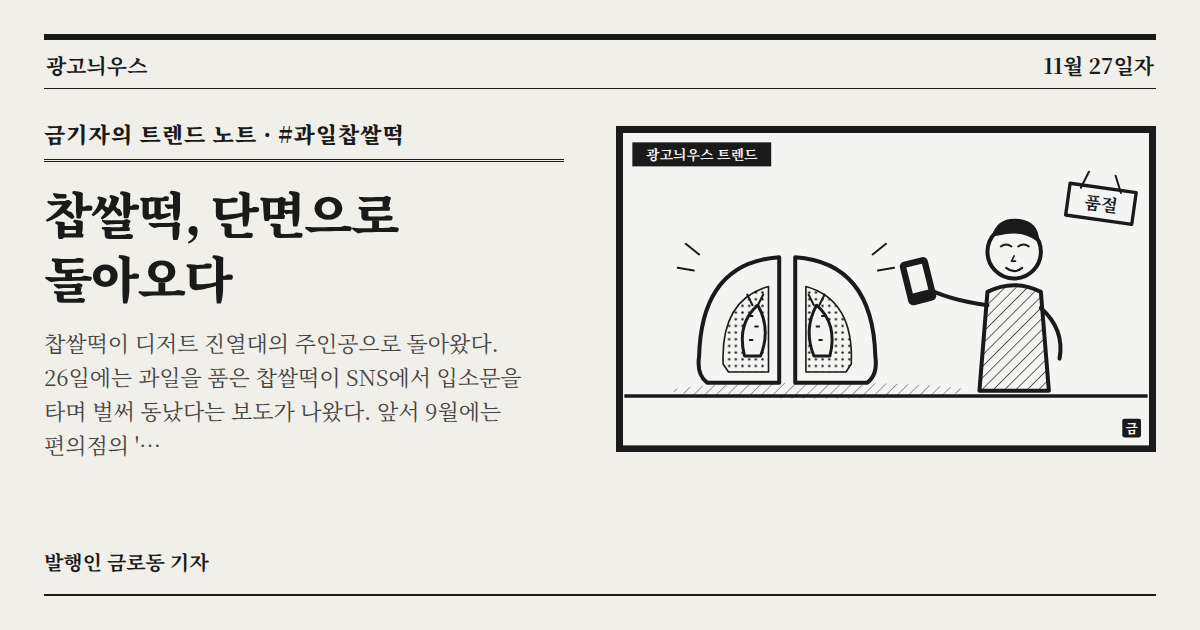 광고늬우스
11월 27일자
금기자의 트렌드 노트 · #과일찹쌀떡
찹쌀떡, 단면으로
돌아오다
찹쌀떡이 디저트 진열대의 주인공으로 돌아왔다.
26일에는 과일을 품은 찹쌀떡이 SNS에서 입소문을
타며 벌써 동났다는 보도가 나왔다. 앞서 9월에는
편의점의 '…
광고늬우스 트렌드
품절
금
발행인 금로동 기자